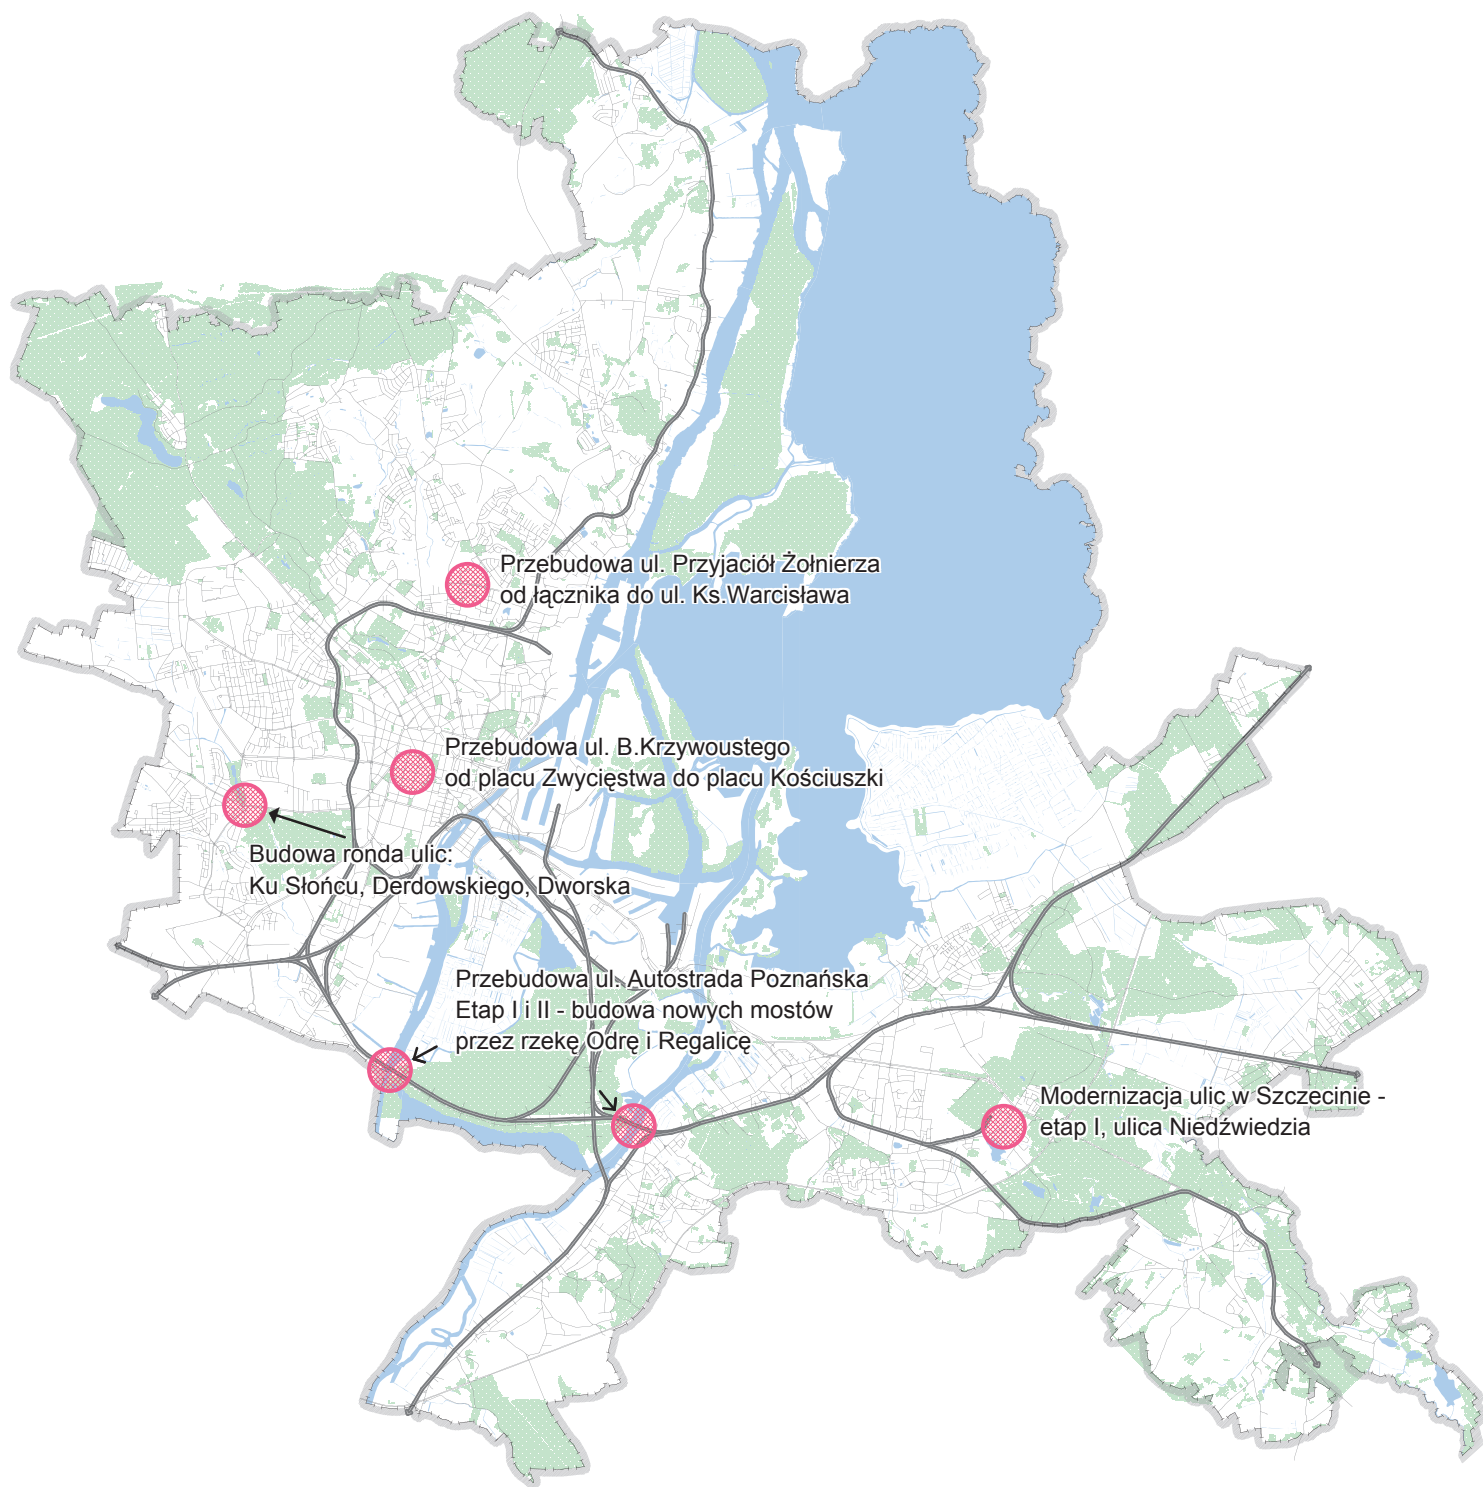 Przebudowa ul. Przyjaciół Żołnierza
od łącznika do ul. Ks.Warcisława
Przebudowa ul. B.Krzywoustego
od placu Zwycięstwa do placu Kościuszki
Budowa ronda ulic:
Ku Słońcu, Derdowskiego, Dworska
Przebudowa ul. Autostrada Poznańska
Etap I i II - budowa nowych mostów
przez rzekę Odrę i Regalicę
Modernizacja ulic w Szczecinie -
etap I, ulica Niedźwiedzia